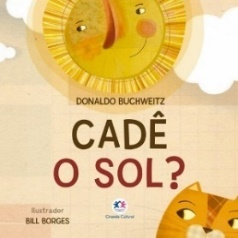 DONALDO BUCHWEITZ
CADÊ
O SOL?
Ciranda Cultural
Ilustrador
BILL BORGES